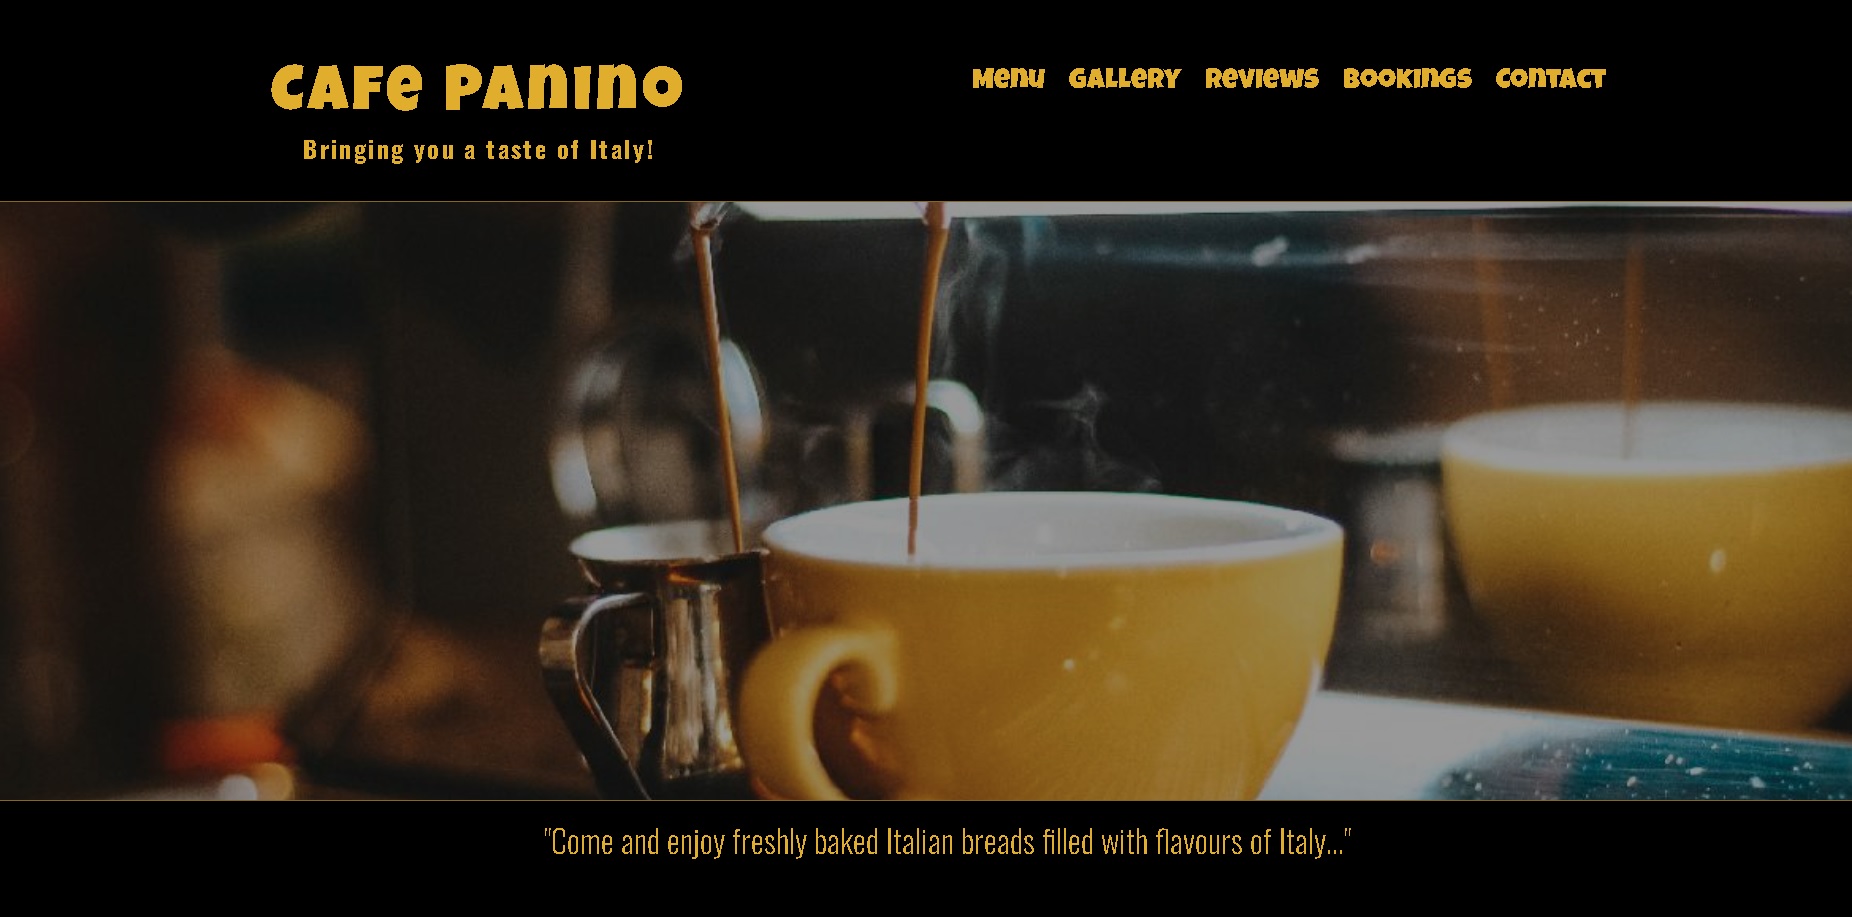 Cafe Panino
Menu Gallery Reviews Bookings Contact
Bringing you a taste of Italy!
"Come and enjoy freshly baked Italian breads filled with flavours of Italy..."